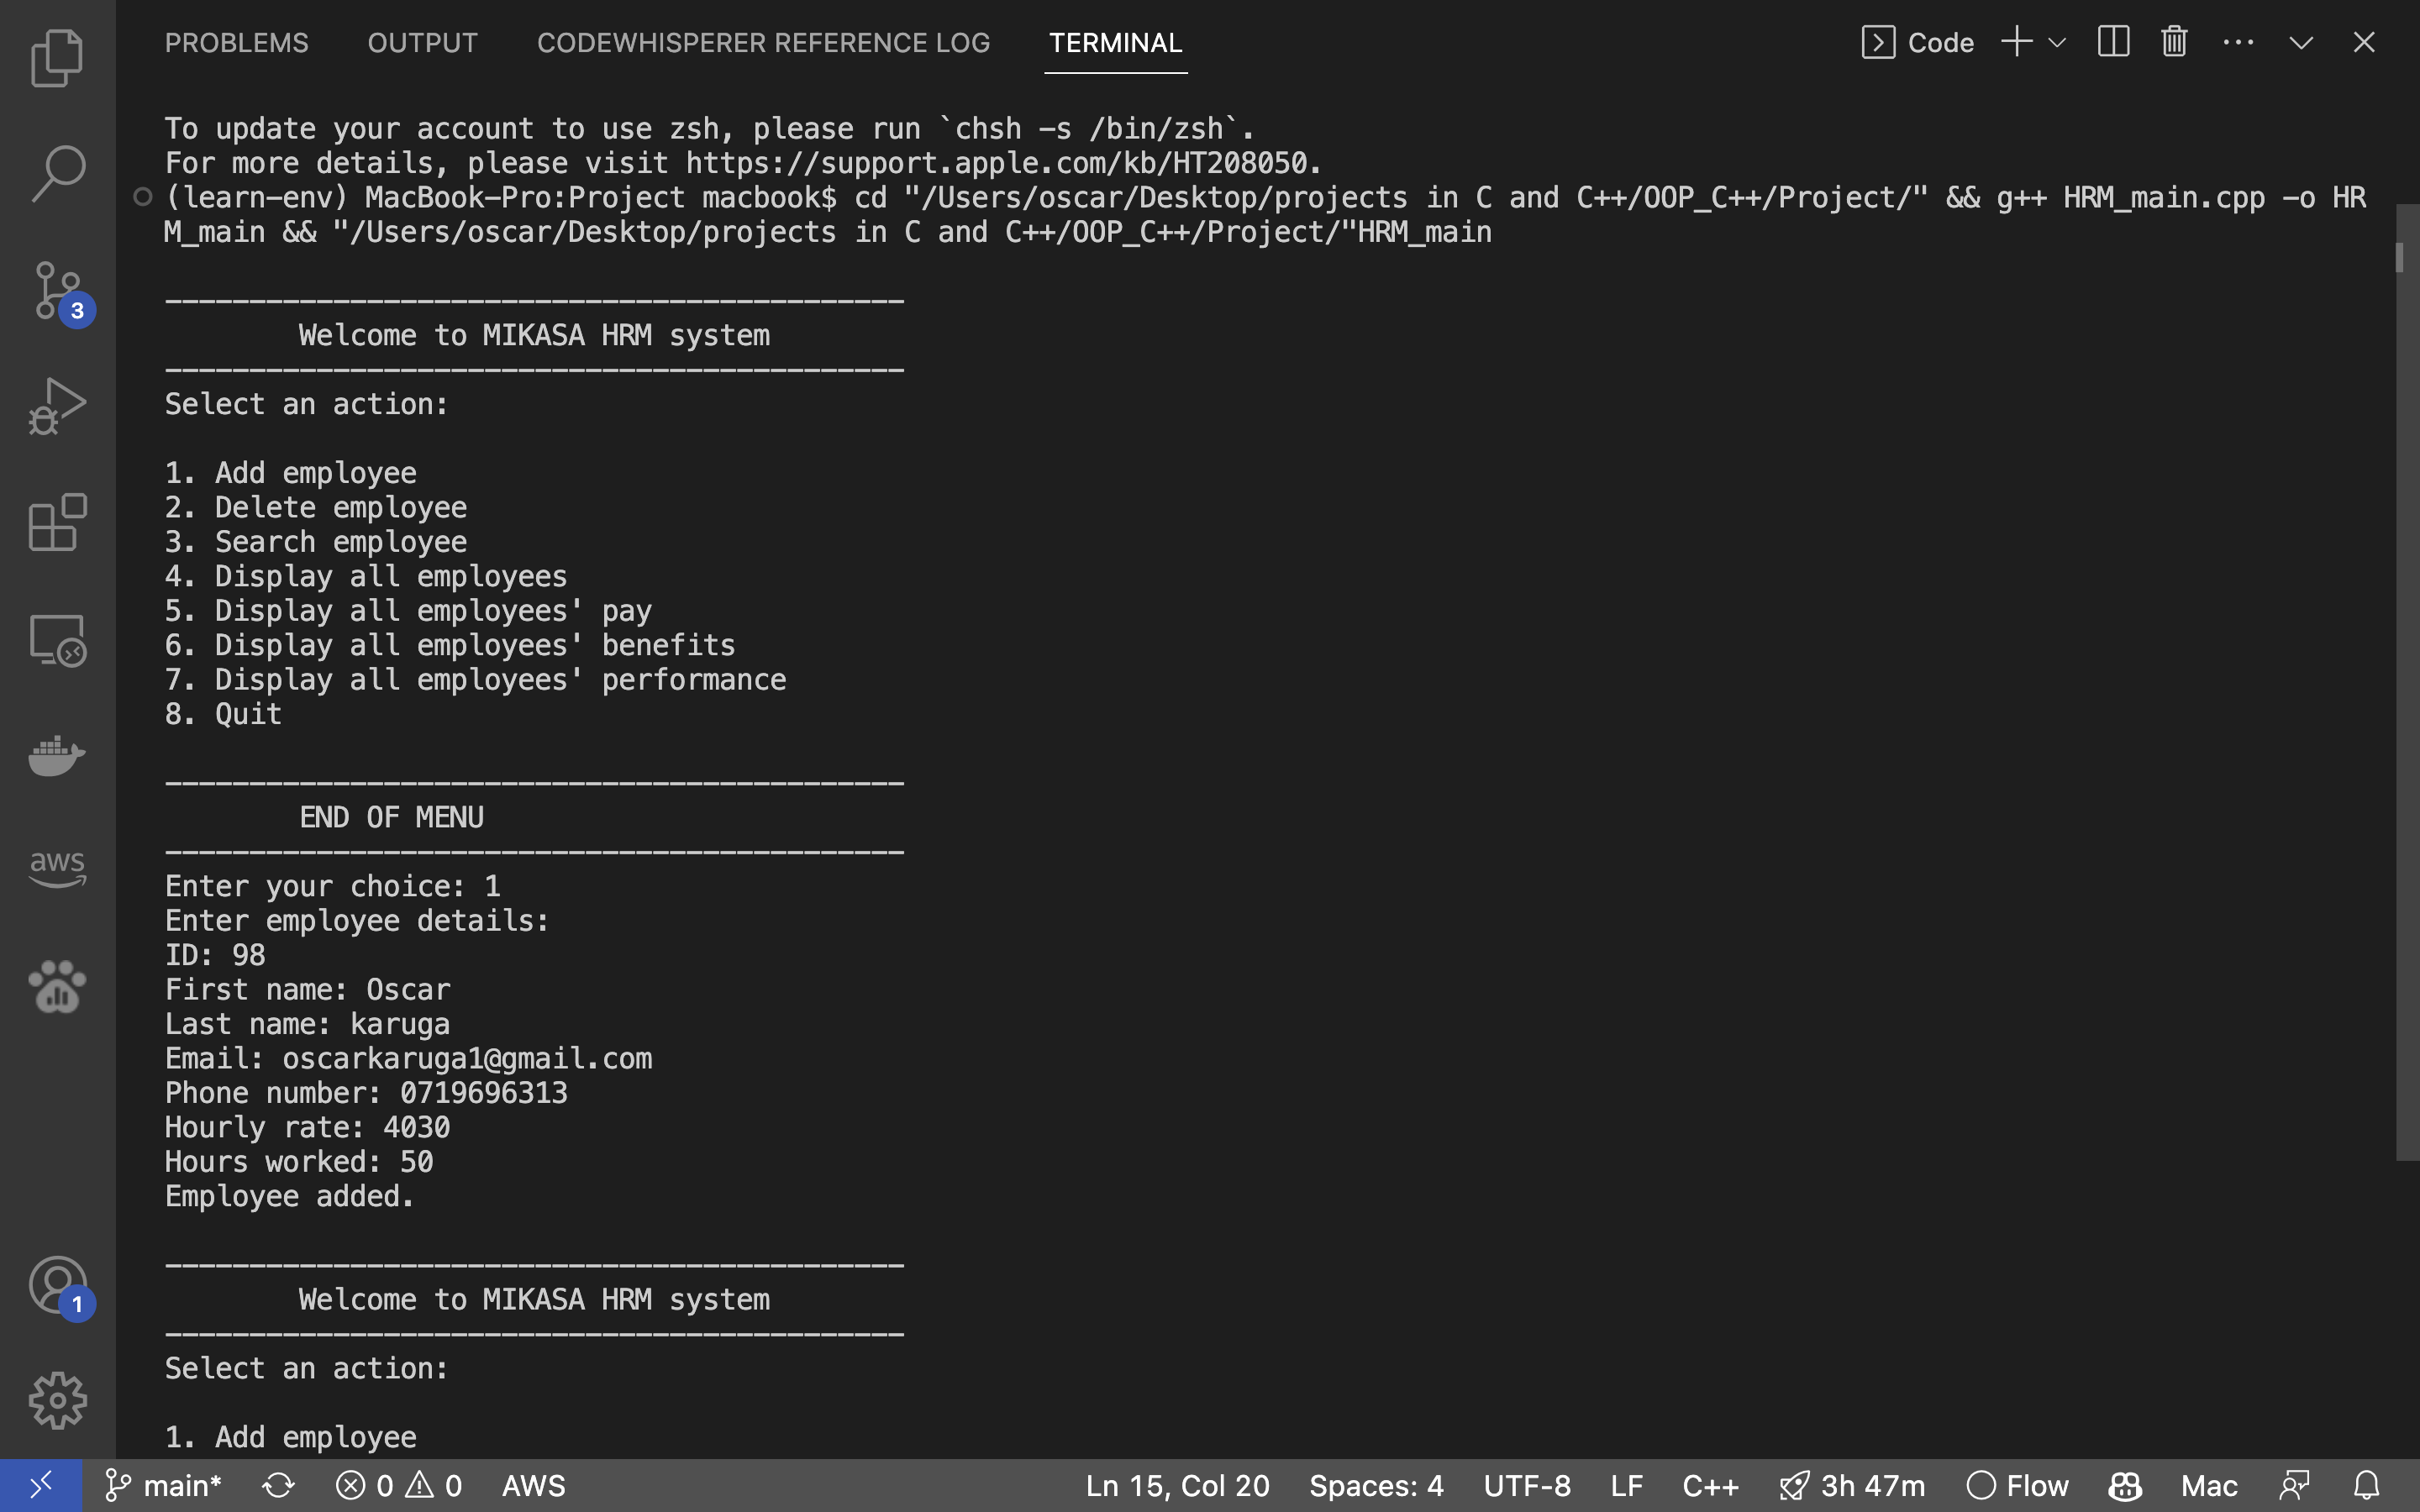 PROBLEMS OUTPUT CODEWHISPERER REFERENCE LOG TERMINAL Code
To update your account to use zsh, please run `chsh -s /bin/zsh`.
For more details, please visit https://support.apple.com/kb/HT208050.
(learn-env) MacBook-Pro:Project macbook$ cd "/Users/oscar/Desktop/projects in C and C++/OOP_C++/Project/" && g++ HRM_main.cpp -o HR
M_main && "/Users/oscar/Desktop/projects in C and C++/OOP_C++/Project/"HRM_main
--------------------------------------------
Welcome to MIKASA HRM system
--------------------------------------------
Select an action:
1. Add employee
2. Delete employee
3. Search employee
4. Display all employees
5. Display all employees' pay
6. Display all employees' benefits
7. Display all employees' performance
8. Quit
--------------------------------------------
END OF MENU
--------------------------------------------
Enter your choice: 1
Enter employee details:
ID: 98
First name: Oscar
Last name: karuga
Email: oscarkaruga1@gmail.com
Phone number: 0719696313
Hourly rate: 4030
Hours worked: 50
Employee added.
--------------------------------------------
Welcome to MIKASA HRM system
--------------------------------------------
Select an action:
1. Add employee
3
aws
1
main* 0 0 AWS Ln 15, Col 20 Spaces: 4 UTF-8 LF C++ 3h 47m Flow Mac